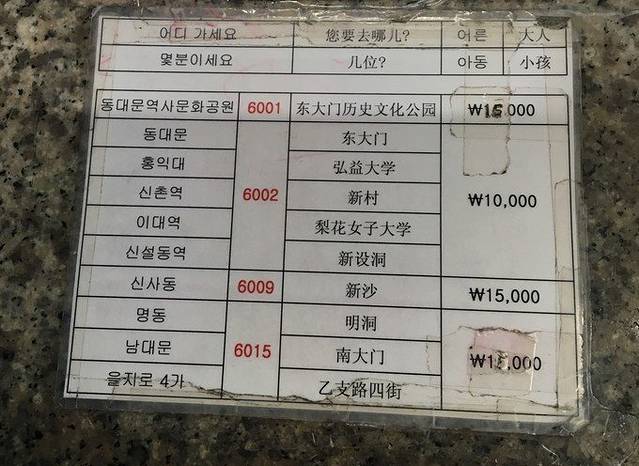 어디 가세요 您要去哪儿? 어른 大人
몇분이세요 几位? 아동 小孩
동대문역사문화공원 6001 东大门历史文化公园 ₩15,000
동대문 东大门
홍익대 弘益大学
신촌역 6002 新村 ₩10,000
이대역 梨花女子大学
신설동역 新设洞
신사동 6009 新沙 ₩15,000
명동 明洞
남대문 6015 南大门
을지로 4가 乙支路四街